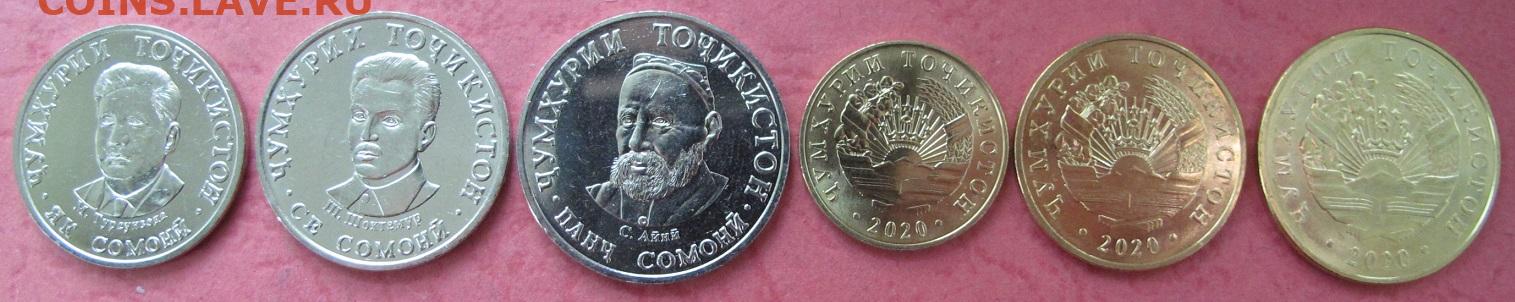 COINS.LAVE.RU
ҶУМҲУРИИ ТОҶИКИСТОН
ЯК СОМОНӢ
ҶУМҲУРИИ ТОҶИКИСТОН
Ш. Шотемур
СЕ СОМОНӢ
ҶУМҲУРИИ ТОҶИКИСТОН
С. Айнӣ
ПАНҶ СОМОНӢ
ҶУМҲУРИИ ТОҶИКИСТОН
· 2020 ·
ҶУМҲУРИИ ТОҶИКИСТОН
· 2020 ·
ҶУМҲУРИИ ТОҶИКИСТОН
· 2020 ·